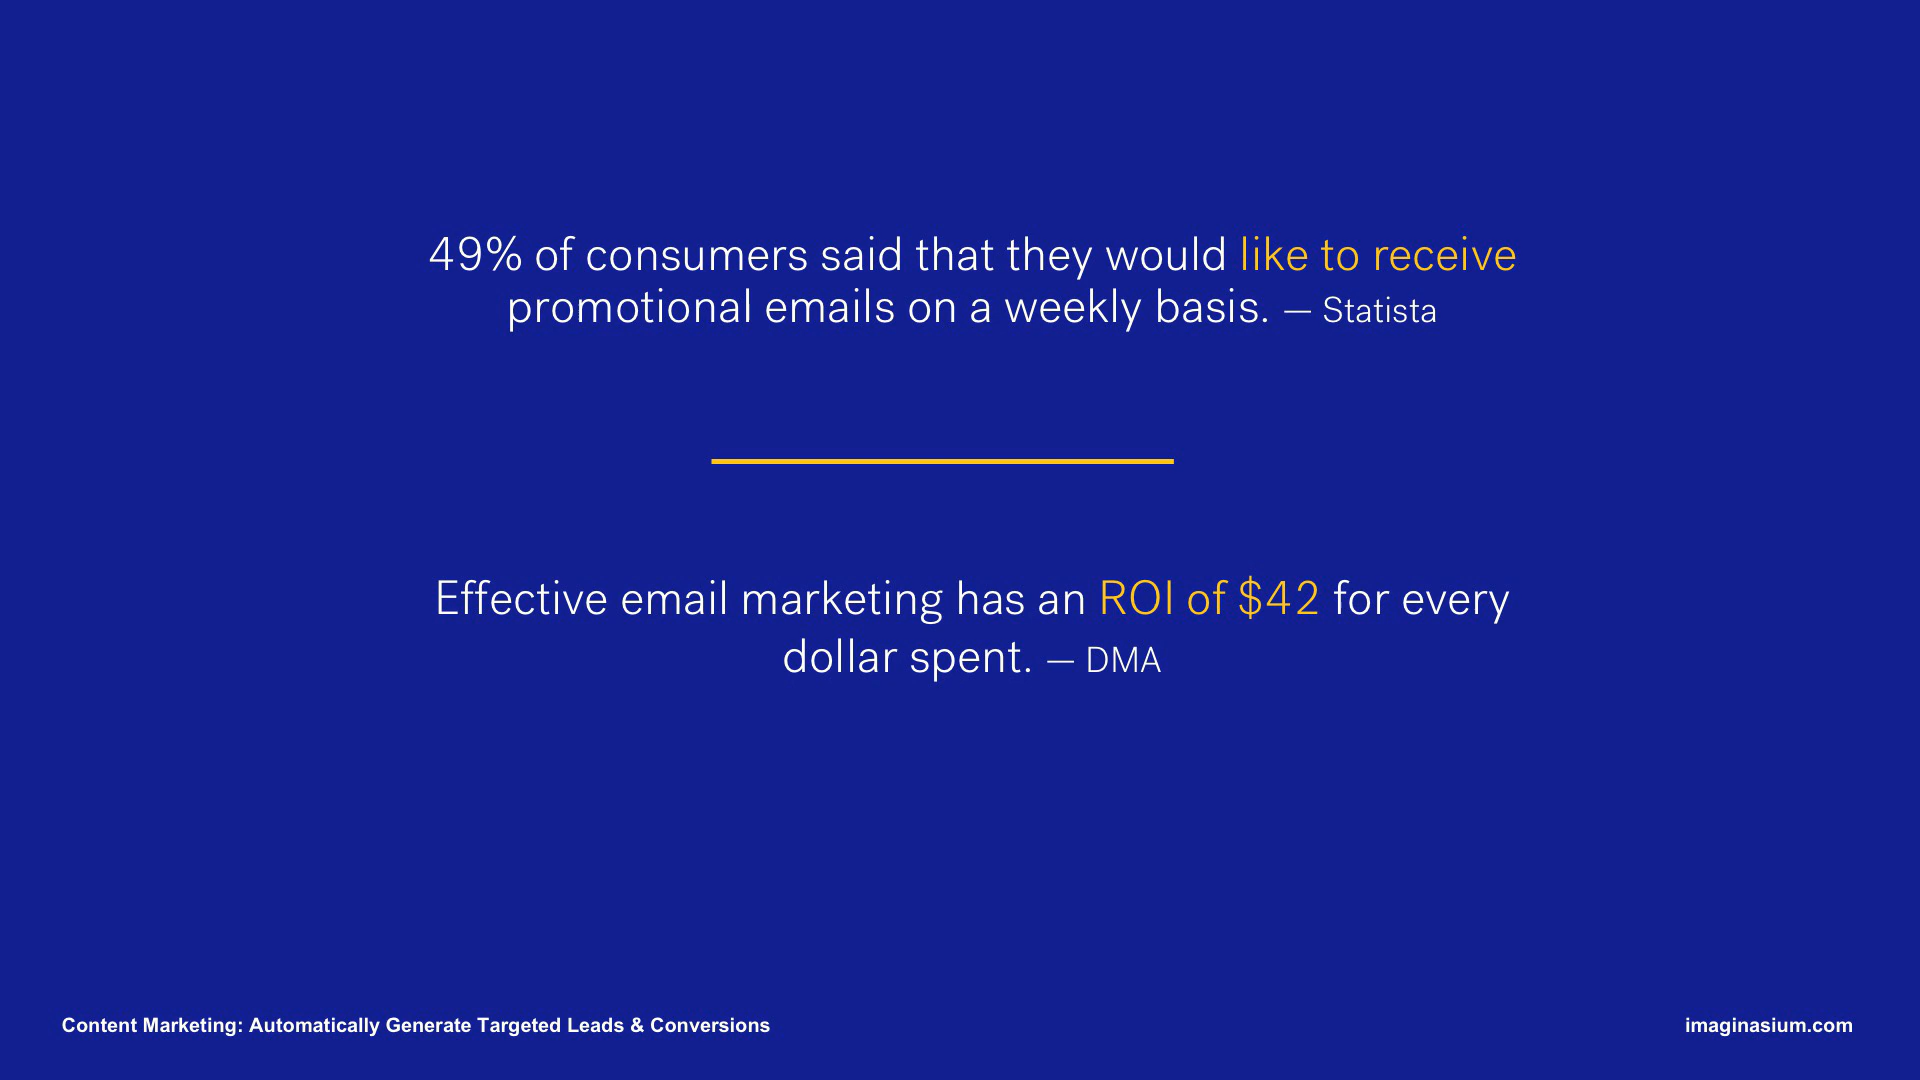 49% of consumers said that they would like to receive
promotional emails on a weekly basis. — Statista
Effective email marketing has an ROI of $42 for every
dollar spent. — DMA
Content Marketing: Automatically Generate Targeted Leads & Conversions
imaginasium.com